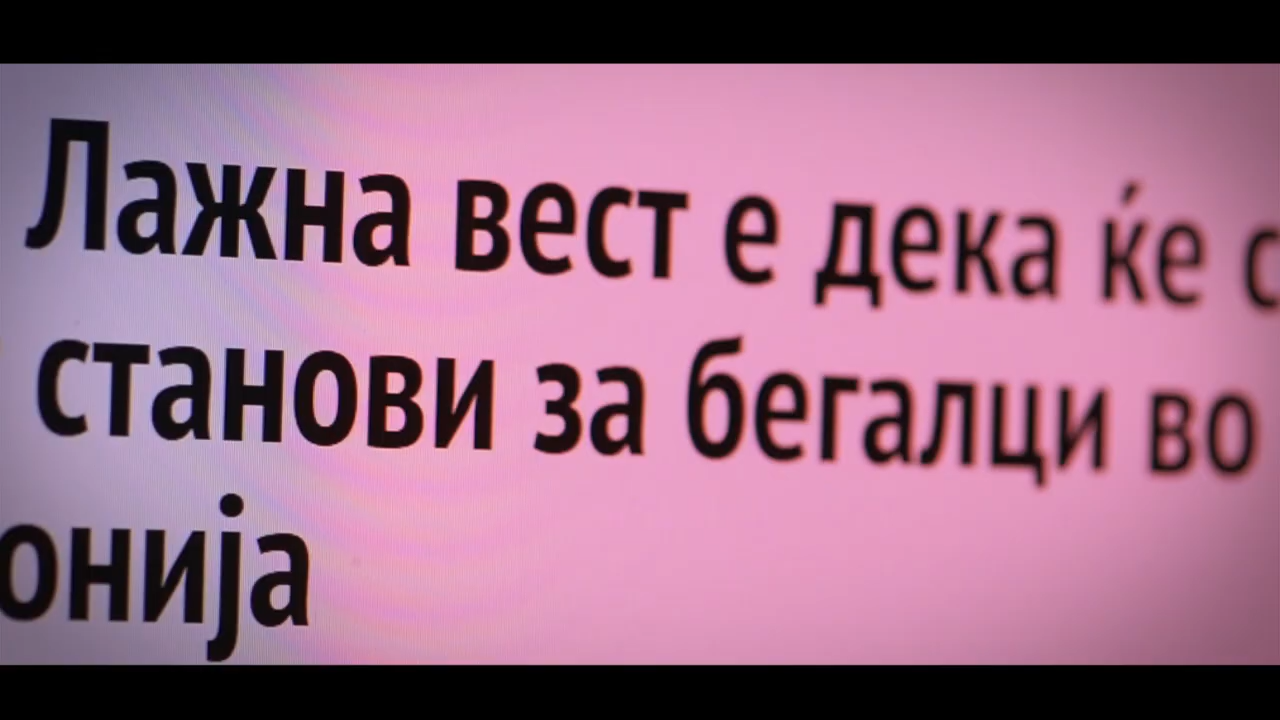 Лажна вест е дека ќе
станови за бегалци во
онија